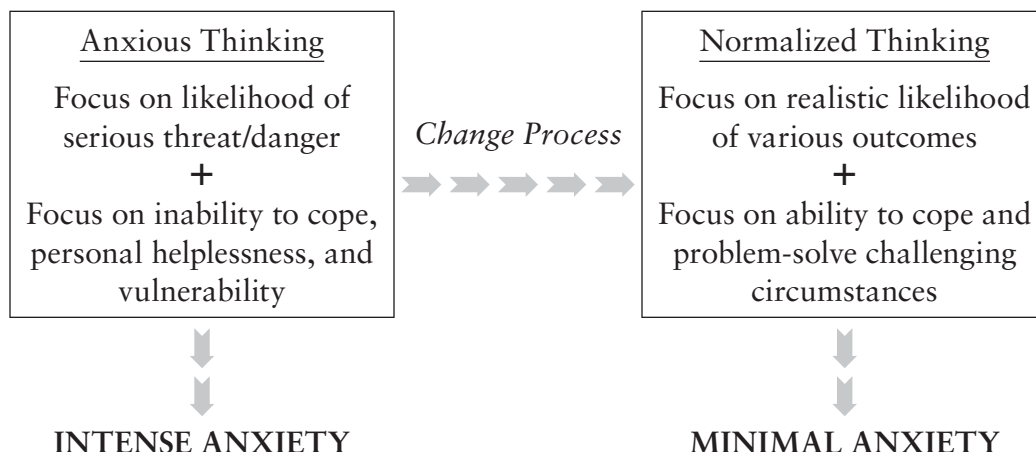 Anxious Thinking
Focus on likelihood of
serious threat/danger
+
Focus on inability to cope,
personal helplessness, and
vulnerability
INTENSE ANXIETY
Change Process
Normalized Thinking
Focus on realistic likelihood
of various outcomes
+
Focus on ability to cope and
problem-solve challenging
circumstances
MINIMAL ANXIETY